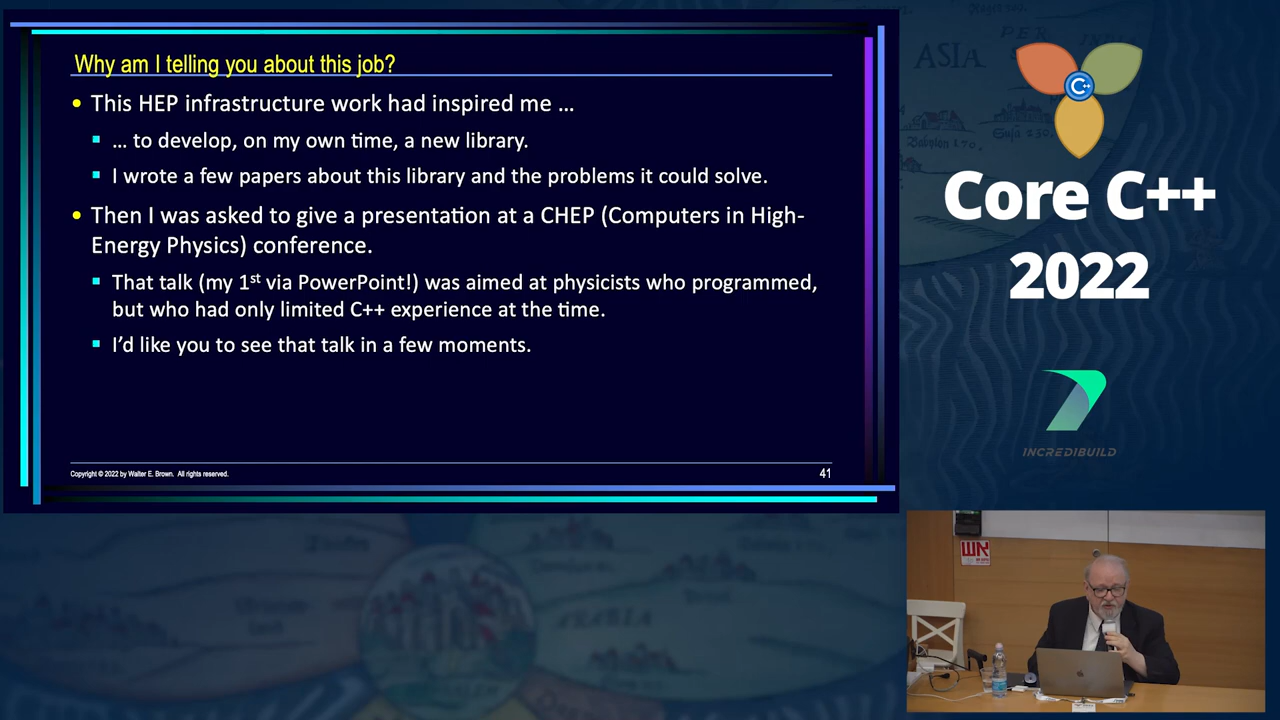 Why am I telling you about this job?
• This HEP infrastructure work had inspired me …
▪ … to develop, on my own time, a new library.
▪ I wrote a few papers about this library and the problems it could solve.
• Then I was asked to give a presentation at a CHEP (Computers in High-
Energy Physics) conference.
▪ That talk (my 1st via PowerPoint!) was aimed at physicists who programmed,
but who had only limited C++ experience at the time.
▪ I’d like you to see that talk in a few moments.
Copyright © 2022 by Walter E. Brown. All rights reserved.
41
ASIA
C++
Core C++
2022
INCREDIBUILD
ARABIA
אש